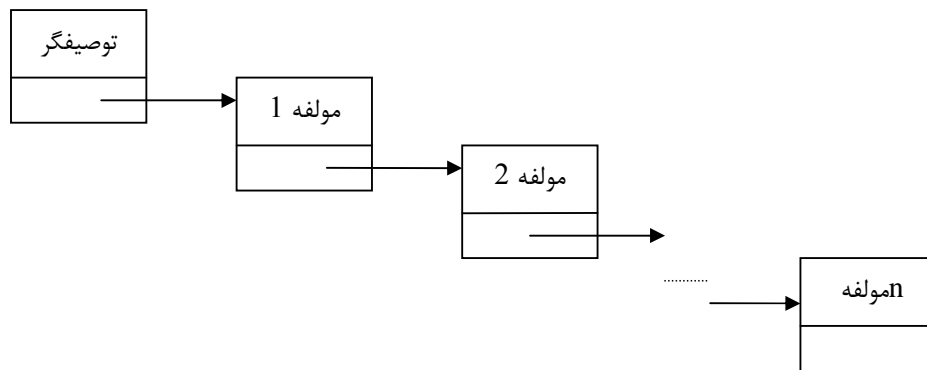 توصیفگر
مولفه 1
مولفه 2
............
مولفهn